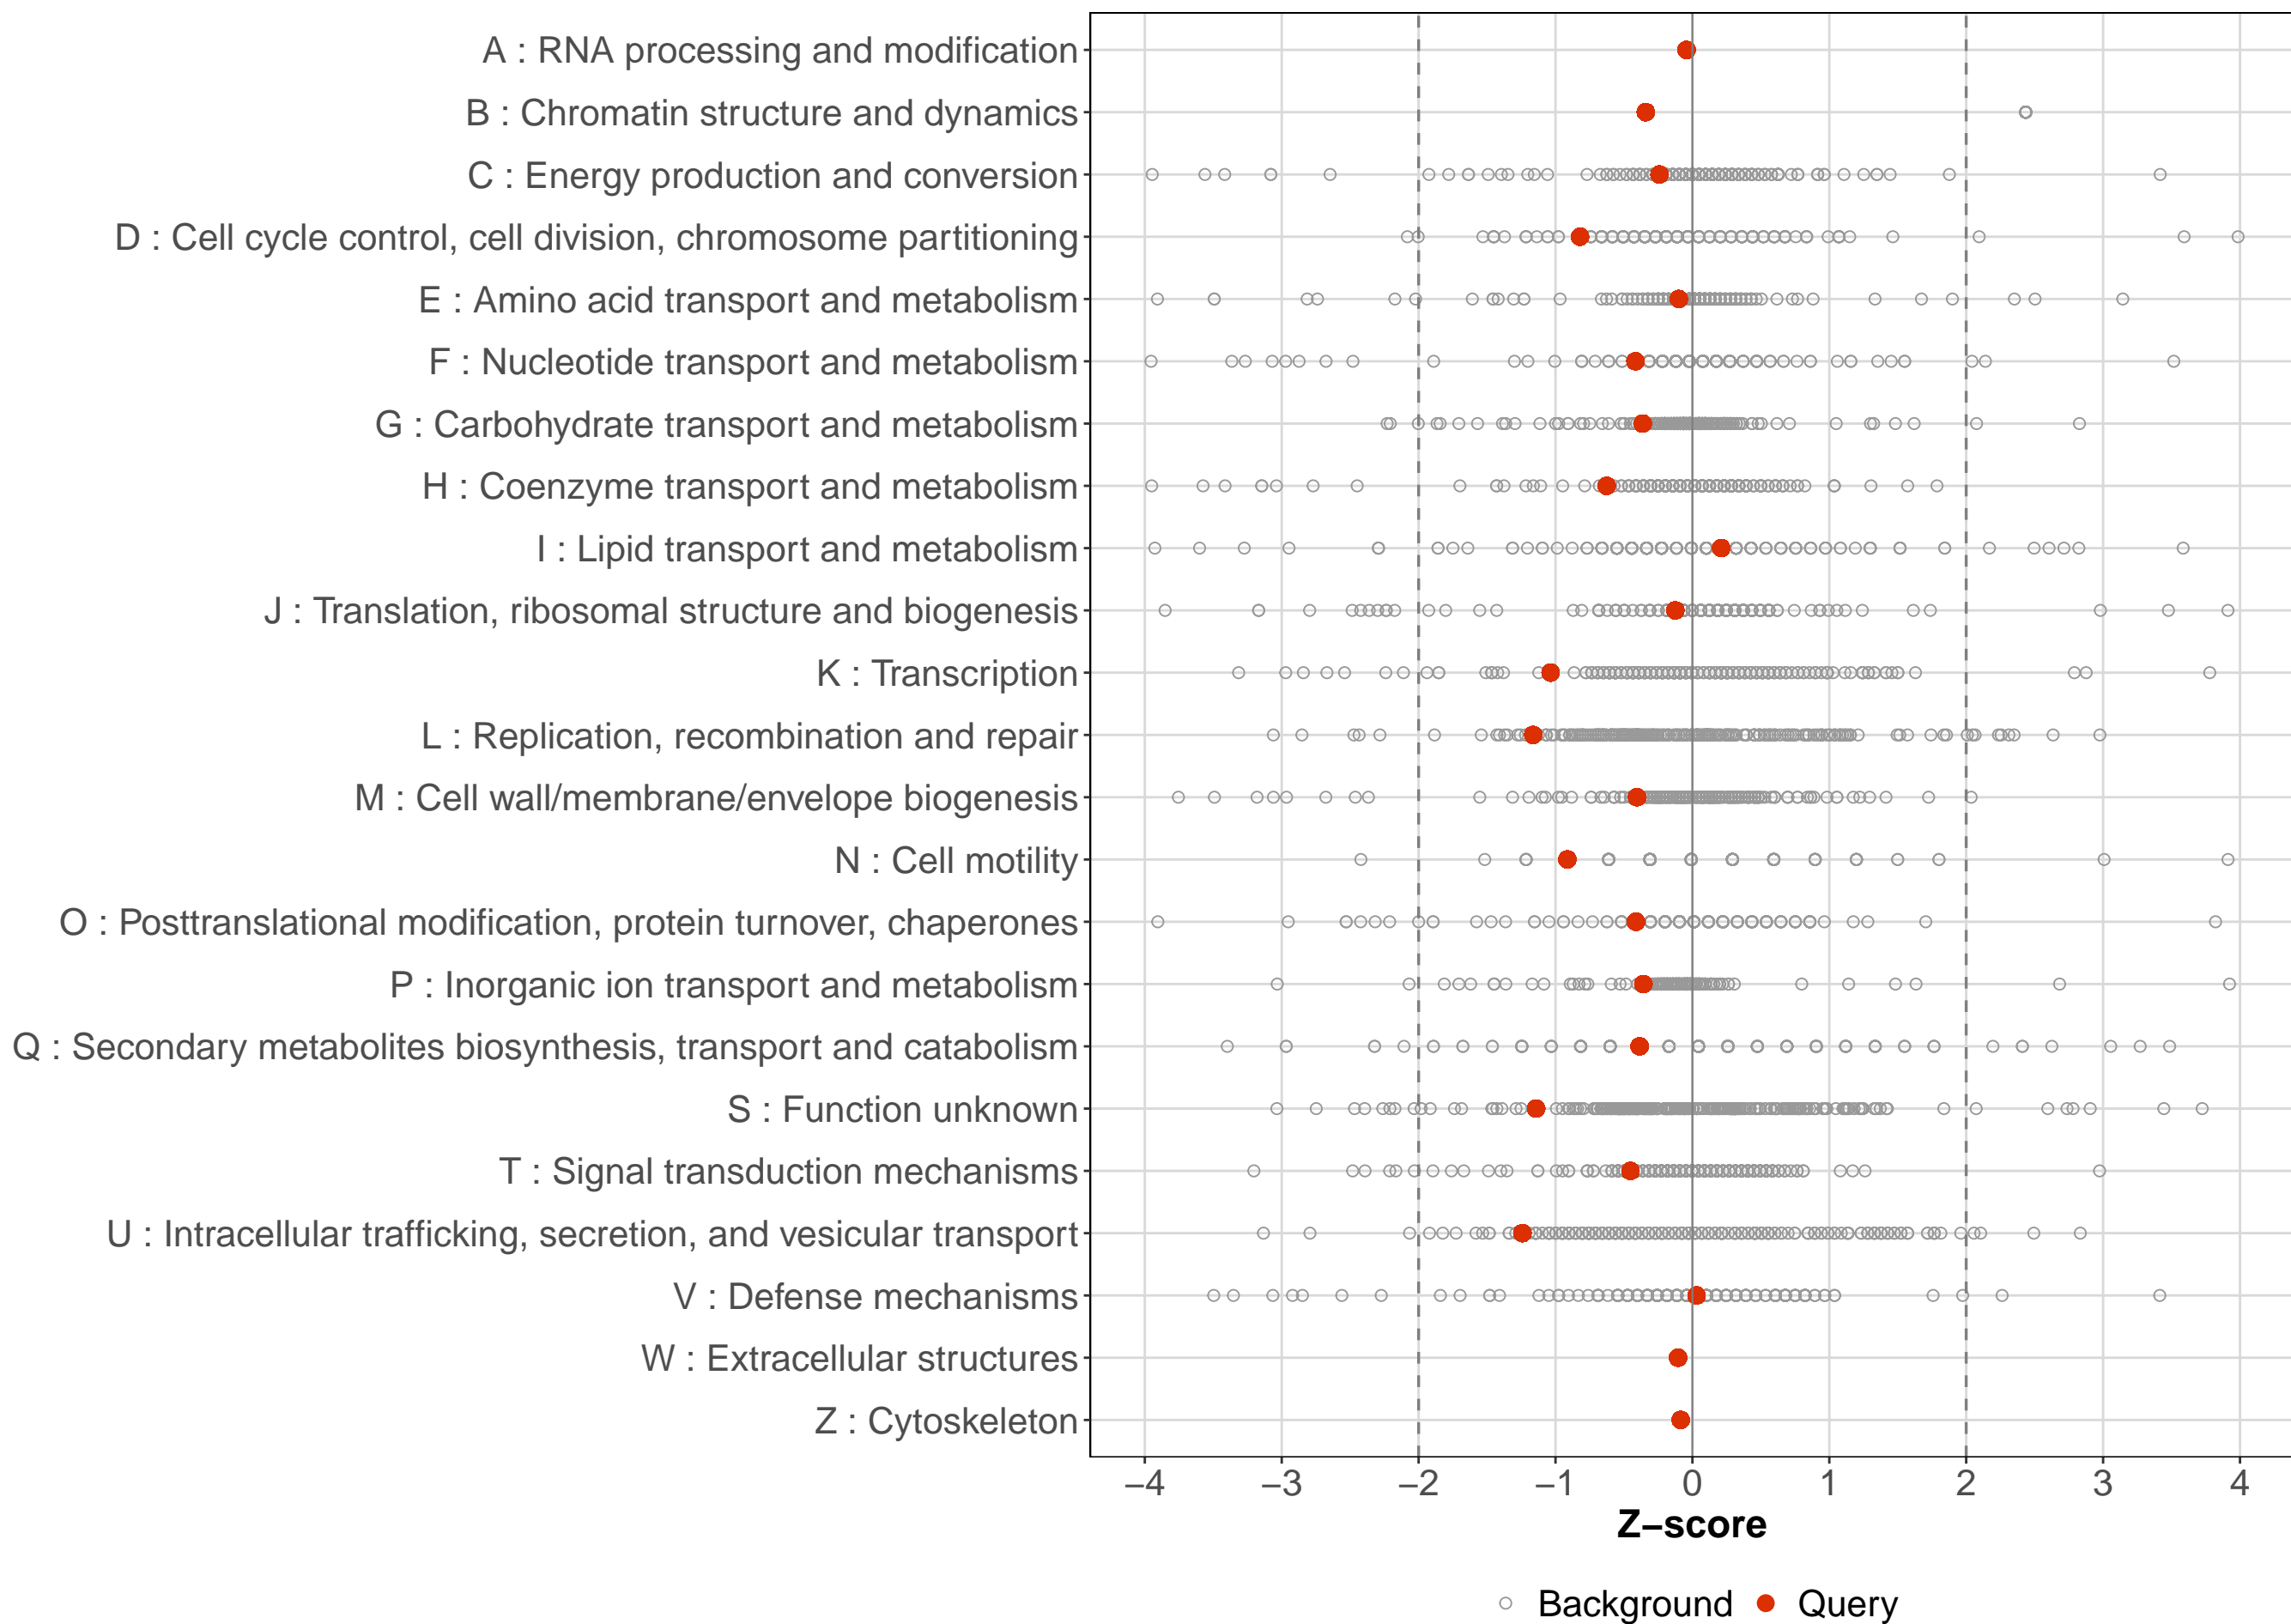 A : RNA processing and modification
B : Chromatin structure and dynamics
C : Energy production and conversion
D : Cell cycle control, cell division, chromosome partitioning
E : Amino acid transport and metabolism
F : Nucleotide transport and metabolism
G : Carbohydrate transport and metabolism
H : Coenzyme transport and metabolism
I : Lipid transport and metabolism
J : Translation, ribosomal structure and biogenesis
K : Transcription
L : Replication, recombination and repair
M : Cell wall/membrane/envelope biogenesis
N : Cell motility
O : Posttranslational modification, protein turnover, chaperones
P : Inorganic ion transport and metabolism
Q : Secondary metabolites biosynthesis, transport and catabolism
S : Function unknown
T : Signal transduction mechanisms
U : Intracellular trafficking, secretion, and vesicular transport
V : Defense mechanisms
W : Extracellular structures
Z : Cytoskeleton
−4 −3 −2 −1 0 1 2 3 4
Z−score
Background Query